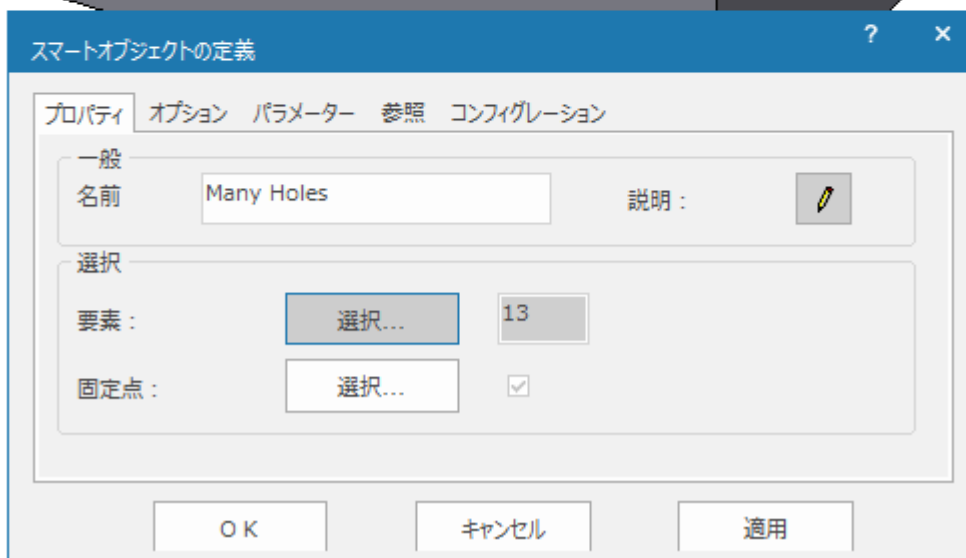 スマートオブジェクトの定義 ? ×
プロパティ オプション パラメーター 参照 コンフィグレーション
一般
名前 Many Holes 説明：
選択
要素： 選択... 13
固定点： 選択...
OK キャンセル 適用